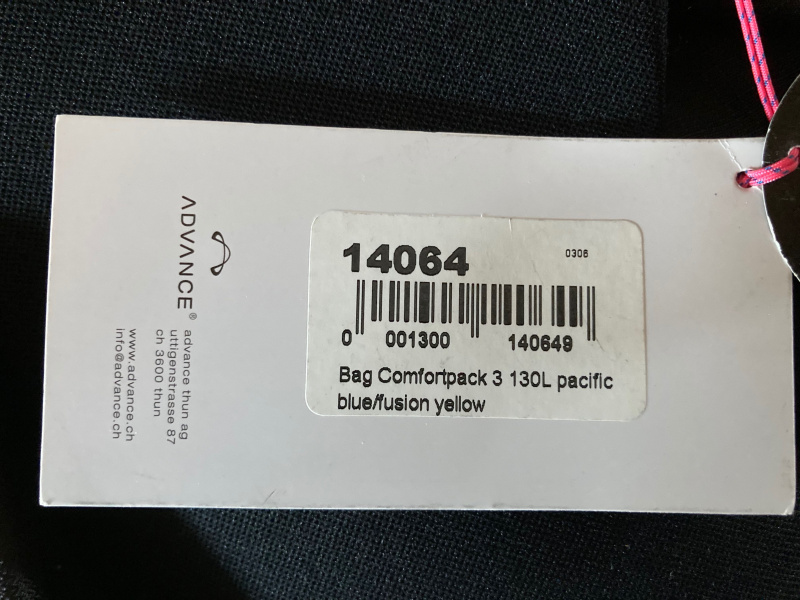 ADVANCE®
advance thun ag
uttigenstrasse 87
ch 3600 thun
www.advance.ch
info@advance.ch
14064
0306
0 001300 140649
Bag Comfortpack 3 130L pacific
blue/fusion yellow